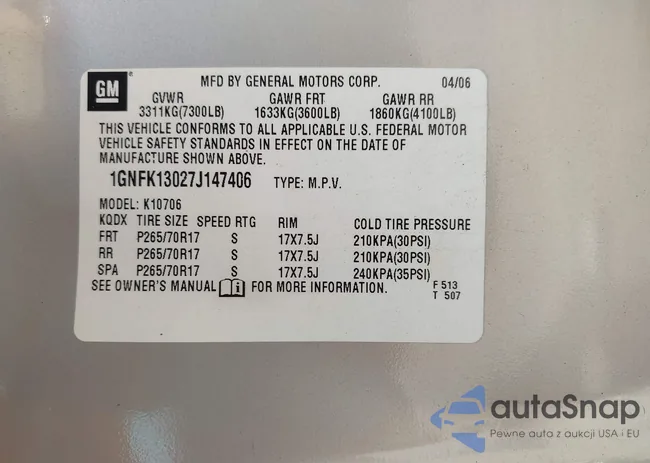 GM
MFD BY GENERAL MOTORS CORP. 04/06
GVWR GAWR FRT GAWR RR
3311KG(7300LB) 1633KG(3600LB) 1860KG(4100LB)
THIS VEHICLE CONFORMS TO ALL APPLICABLE U.S. FEDERAL MOTOR
VEHICLE SAFETY STANDARDS IN EFFECT ON THE DATE OF
MANUFACTURE SHOWN ABOVE.
1GNFK13027J147406 TYPE: M.P.V.
MODEL: K10706
KQDX TIRE SIZE SPEED RTG RIM COLD TIRE PRESSURE
FRT P265/70R17 S 17X7.5J 210KPA(30PSI)
RR P265/70R17 S 17X7.5J 210KPA(30PSI)
SPA P265/70R17 S 17X7.5J 240KPA(35PSI)
SEE OWNER'S MANUAL FOR MORE INFORMATION. F 513
T 507
autaSnap
Pewne auta z aukcji USA i EU